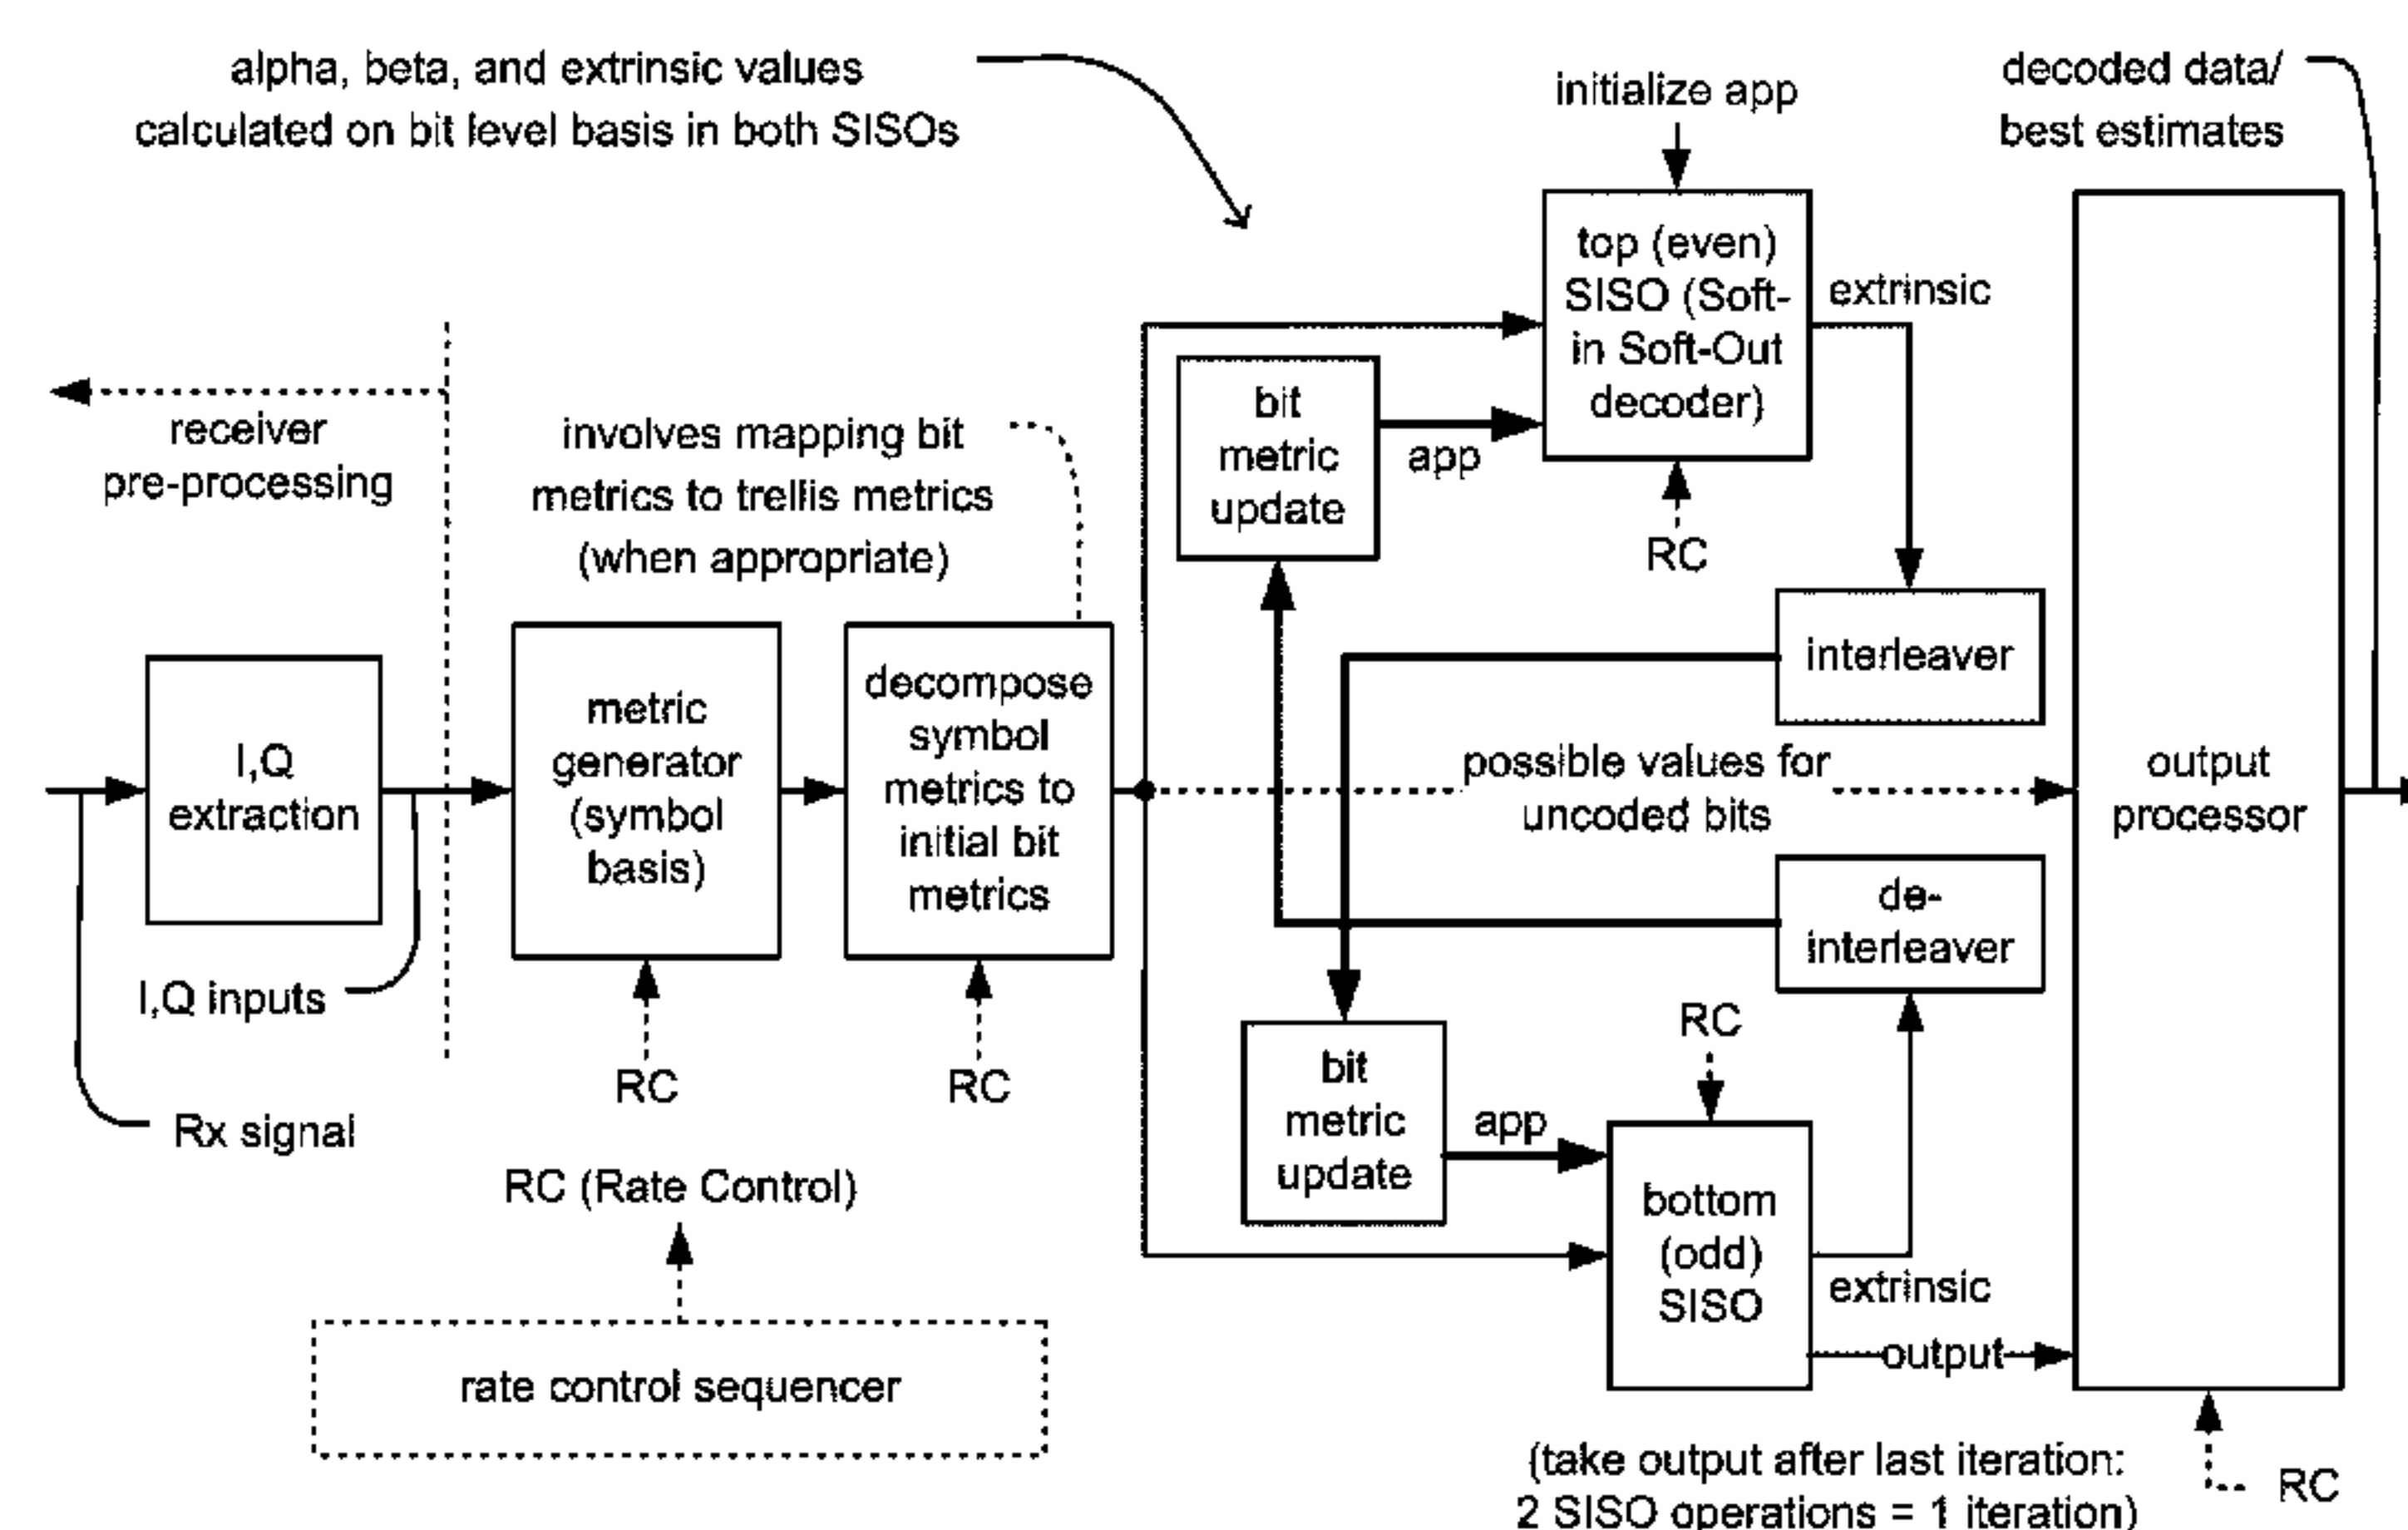 alpha, beta, and extrinsic values
calculated on bit level basis in both SISOs
initialize app
decoded data/
best estimates
top (even)
SISO (Soft-
in Soft-Out
decoder)
extrinsic
receiver
pre-processing
involves mapping bit
metrics to trellis metrics
(when appropriate)
bit
metric
update
app
RC
interleaver
I,Q
extraction
metric
generator
(symbol
basis)
decompose
symbol
metrics to
initial bit
metrics
possible values for
uncoded bits
output
processor
de-
interleaver
I,Q inputs
Rx signal
RC
RC
RC
bit
metric
update
app
bottom
(odd)
SISO
extrinsic
output
RC (Rate Control)
rate control sequencer
(take output after last iteration:
2 SISO operations = 1 iteration)
RC